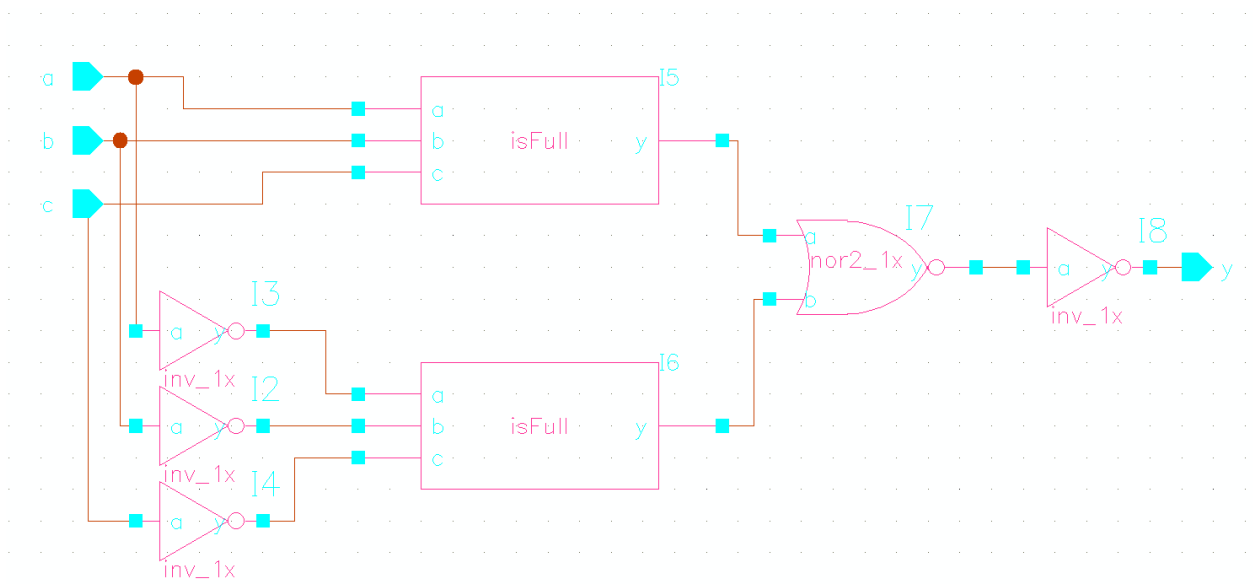 a
b
c
I5
a
b
c
isFull
y
I7
a
b
nor2_1x
y
I8
a
y
inv_1x
y
I3
a
y
inv_1x
I2
a
y
inv_1x
I4
a
y
inv_1x
I6
a
b
c
isFull
y